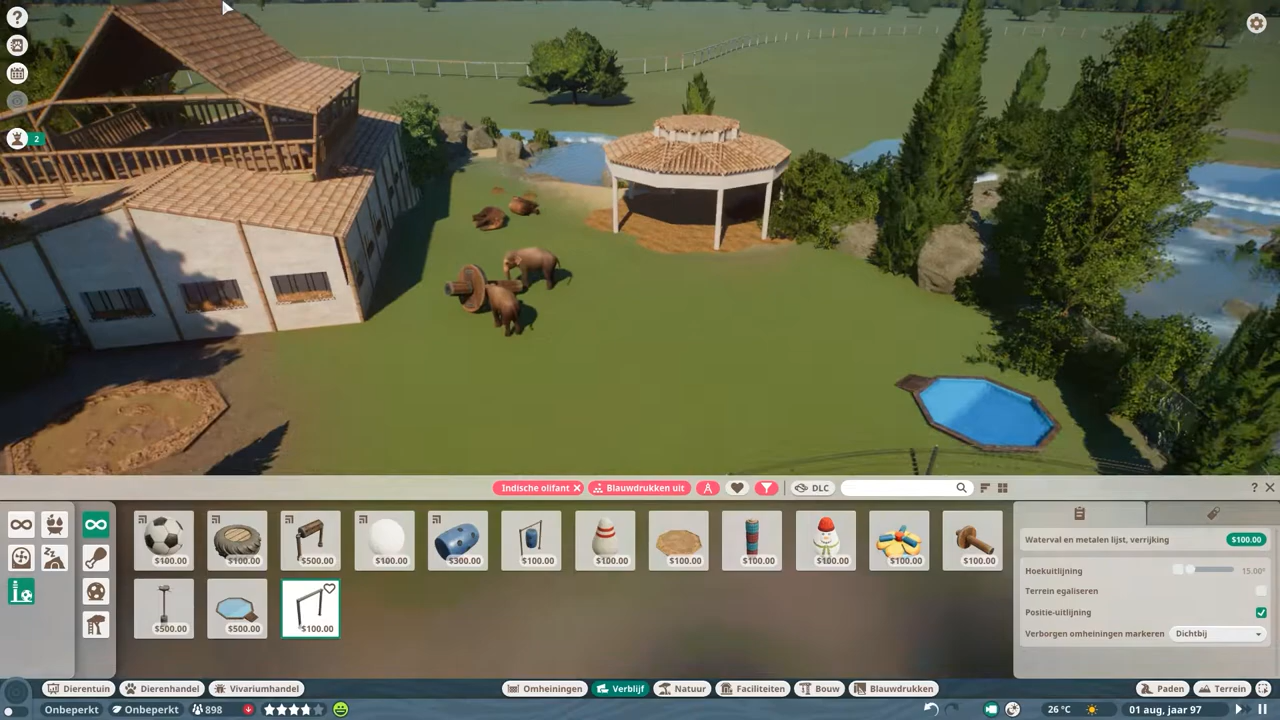 2
Indische olifant ×
Blauwdrukken uit
DLC
? ×
$100.00
$100.00
$500.00
$100.00
$300.00
$100.00
$100.00
$100.00
$100.00
$100.00
$100.00
$100.00
$500.00
$500.00
$100.00
Waterval en metalen lijst, verrijking
$100.00
Hoekuitlijning
15.00°
Terrein egaliseren
Positie-uitlijning
Verborgen omheiningen markeren
Dichtbij
Dierentuin
Dierenhandel
Vivariumhandel
Omheiningen
Verblijf
Natuur
Faciliteiten
Bouw
Blauwdrukken
Paden
Terrein
Onbeperkt
Onbeperkt
898
26 °C
01 aug. jaar 97